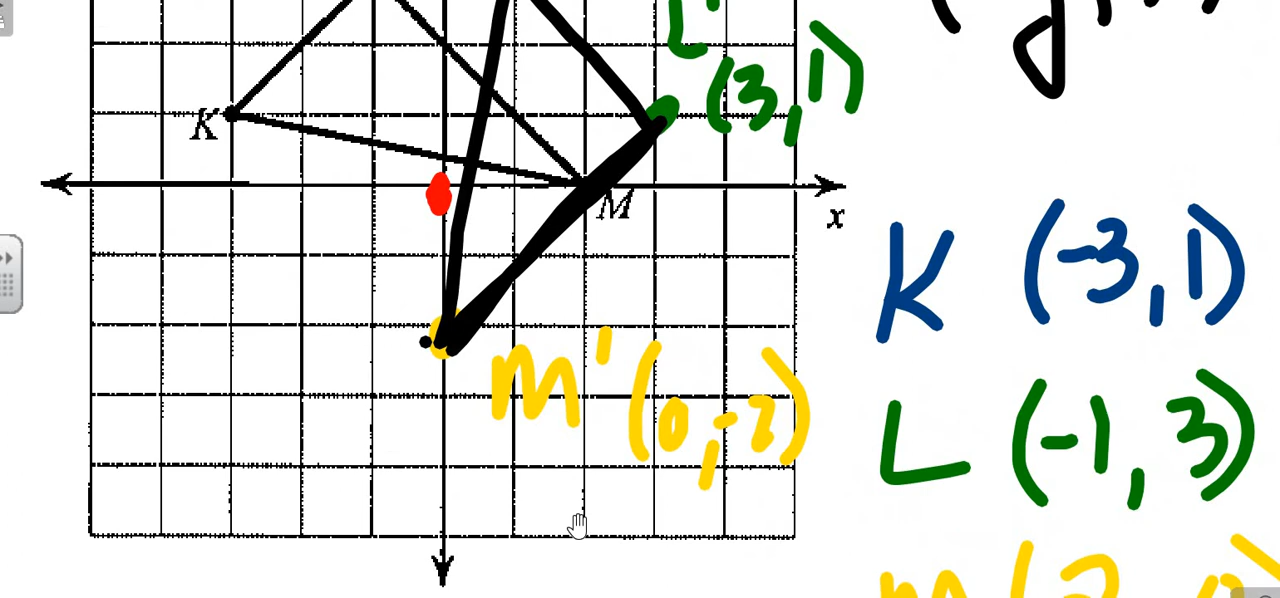 L'
(3,1)
K
M
x
K (-3,1)
M' (0,-2)
L (-1,3)